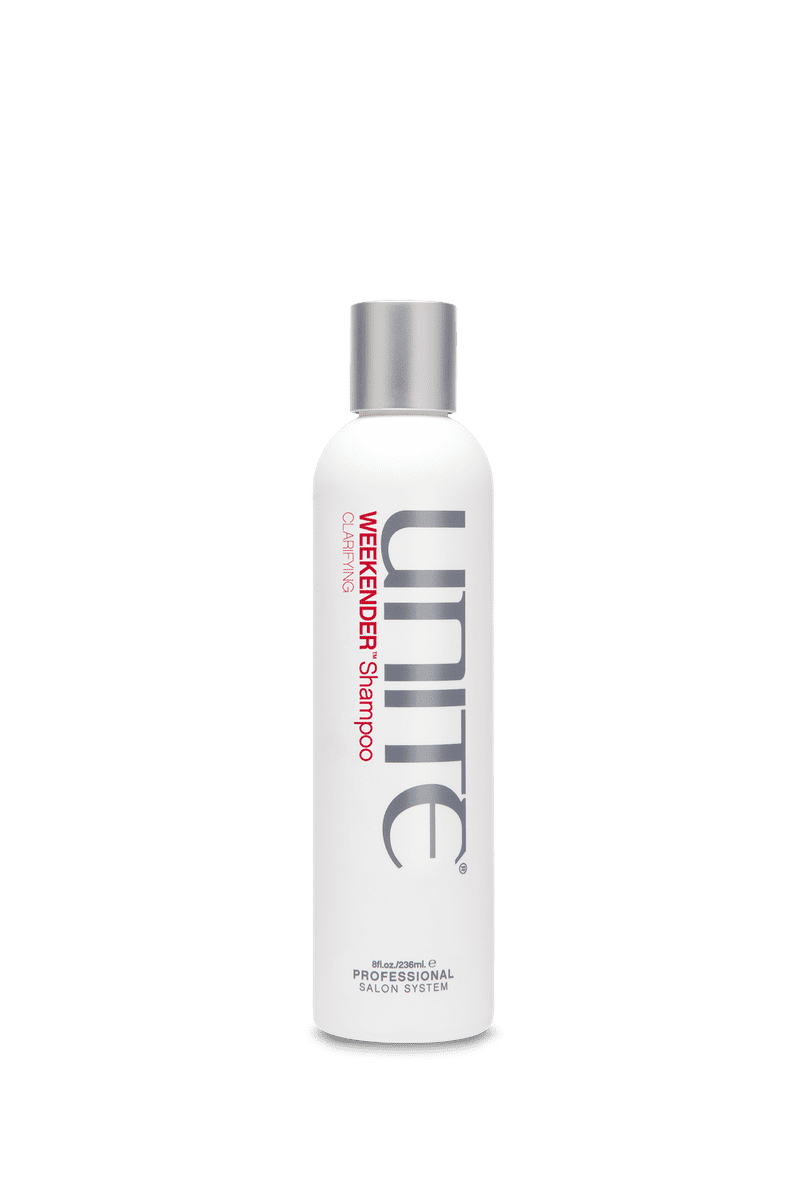 UNITE®
WEEKENDER™ Shampoo
CLARIFYING
8fl.oz./236ml. ℮
PROFESSIONAL
SALON SYSTEM